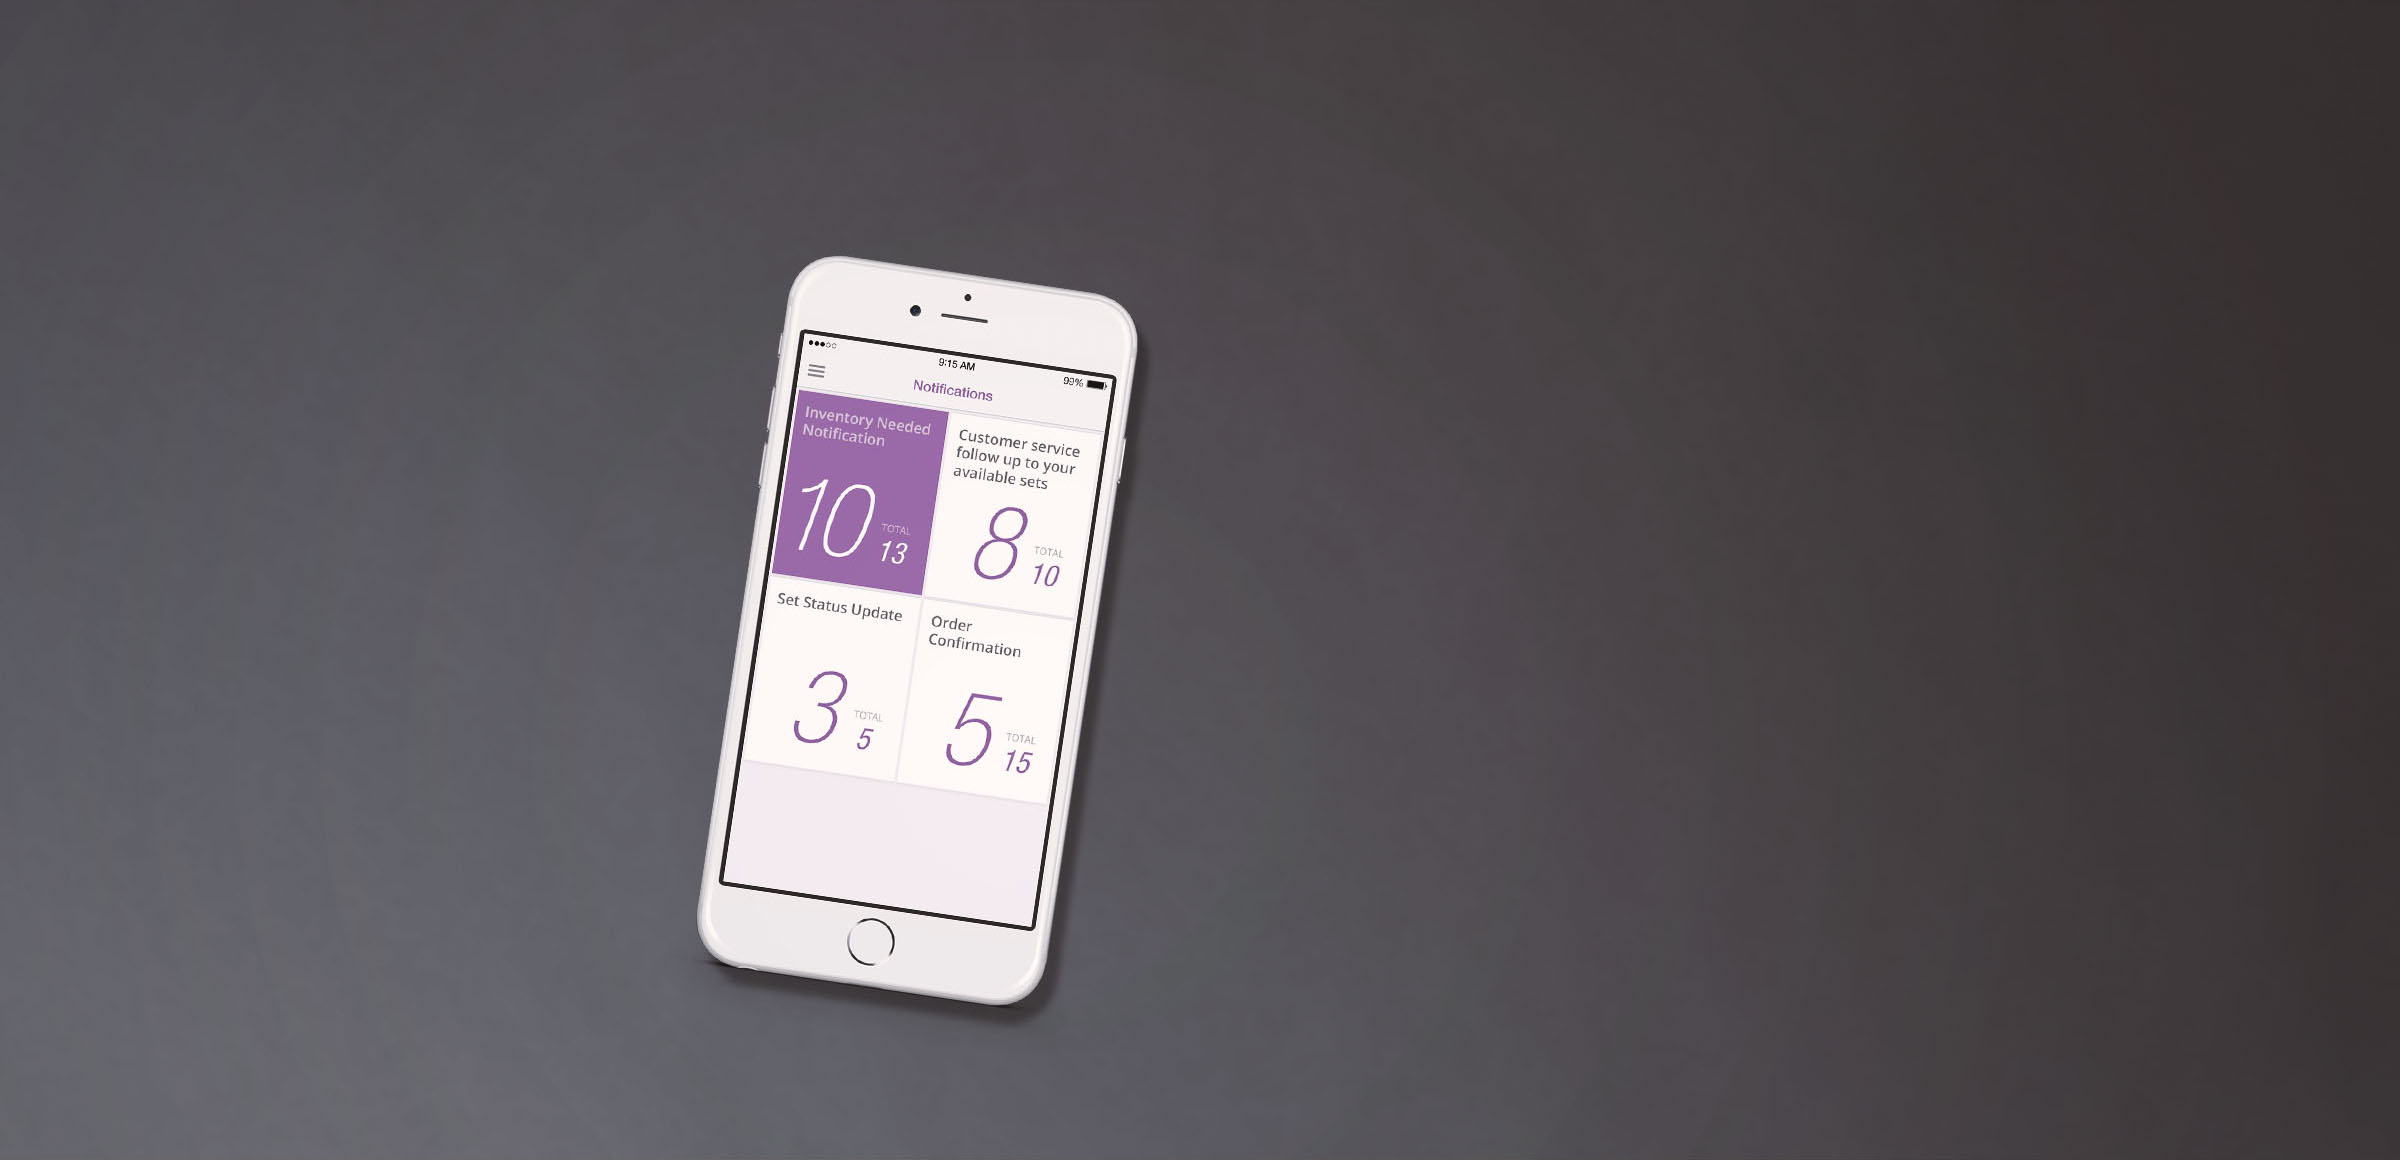 9:15 AM
99%
Notifications
Inventory Needed
Notification
10
TOTAL
13
Customer service
follow up to your
available sets
8
TOTAL
10
Set Status Update
3
TOTAL
5
Order
Confirmation
5
TOTAL
15